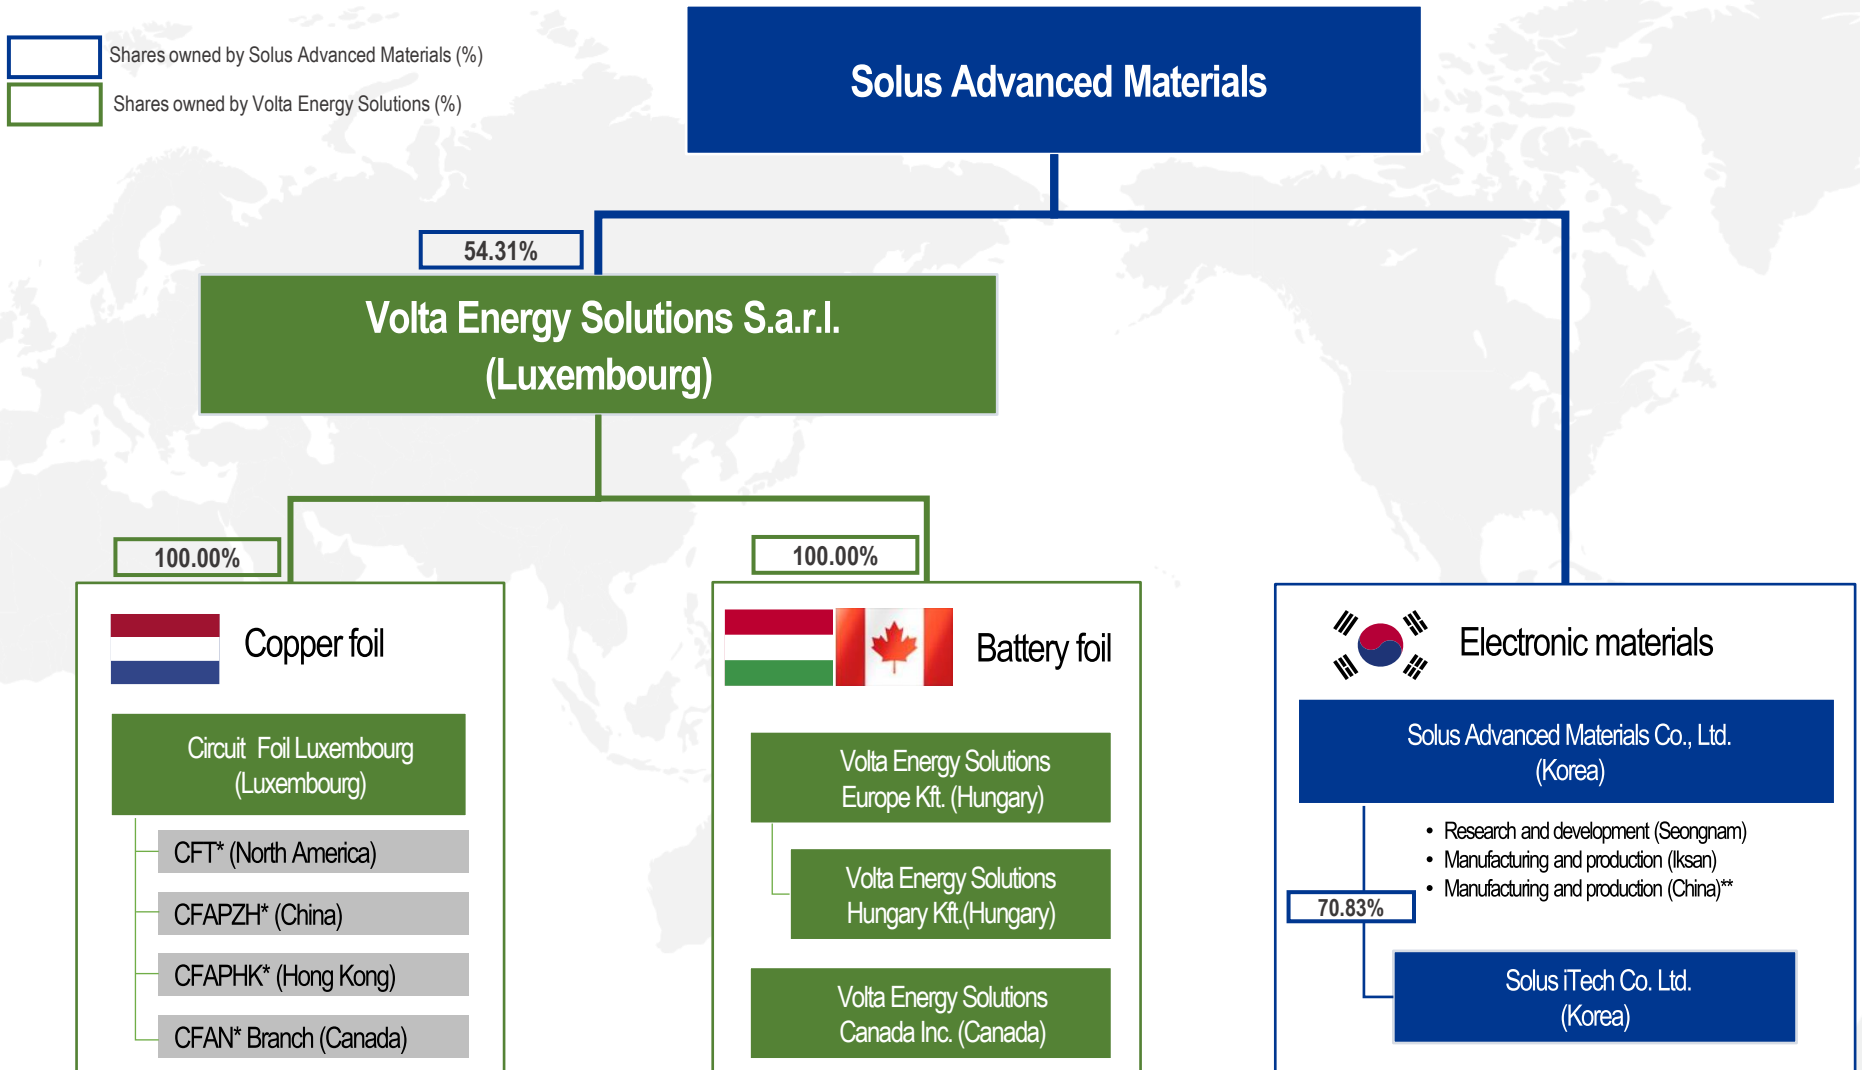 Shares owned by Solus Advanced Materials (%)
Shares owned by Volta Energy Solutions (%)
Solus Advanced Materials
54.31%
Volta Energy Solutions S.a.r.l.
(Luxembourg)
100.00%
Copper foil
Circuit Foil Luxembourg
(Luxembourg)
CFT* (North America)
CFAPZH* (China)
CFAPHK* (Hong Kong)
CFAN* Branch (Canada)
100.00%
Battery foil
Volta Energy Solutions
Europe Kft. (Hungary)
Volta Energy Solutions
Hungary Kft.(Hungary)
Volta Energy Solutions
Canada Inc. (Canada)
Electronic materials
Solus Advanced Materials Co., Ltd.
(Korea)
• Research and development (Seongnam)
• Manufacturing and production (Iksan)
• Manufacturing and production (China)**
70.83%
Solus iTech Co. Ltd.
(Korea)